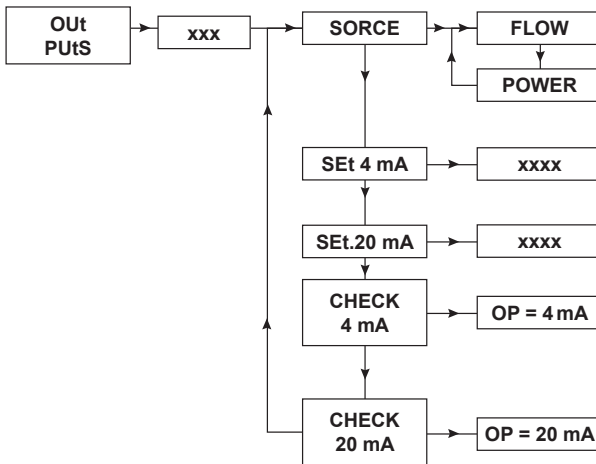 OUt
PUtS
xxx
SORCE
FLOW
POWER
SEt 4 mA
xxxx
SEt.20 mA
xxxx
CHECK
4 mA
OP = 4 mA
CHECK
20 mA
OP = 20 mA